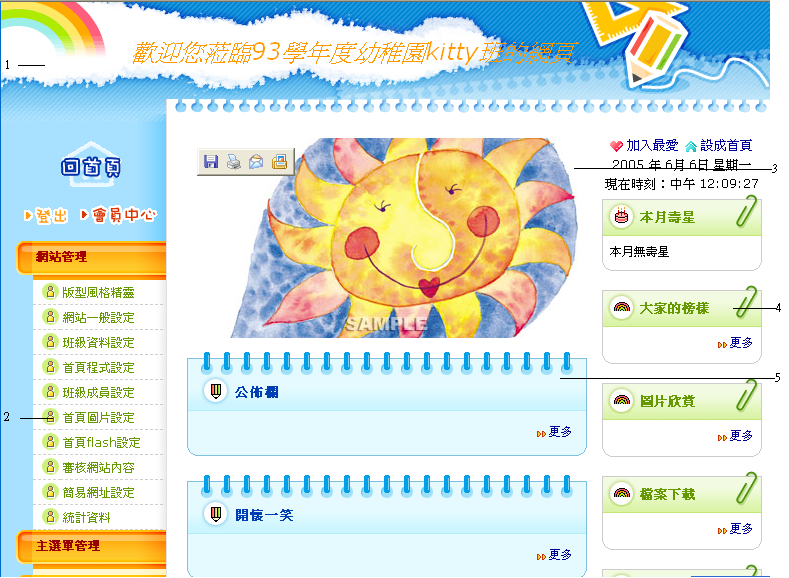 歡迎您蒞臨93學年度幼稚園kitty班的網頁
1
回首頁
登出 會員中心
網站管理
版型風格精靈
網站一般設定
班級資料設定
首頁程式設定
班級成員設定
2
首頁圖片設定
首頁flash設定
審核網站內容
簡易網址設定
統計資料
主選單管理
SAMPLE
公佈欄
更多
開懷一笑
更多
加入最愛 設成首頁
2005 年 6月 6日 星期一
3
現在時刻：中午 12:09:27
本月壽星
本月無壽星
大家的榜樣
4
更多
5
圖片欣賞
更多
檔案下載
更多